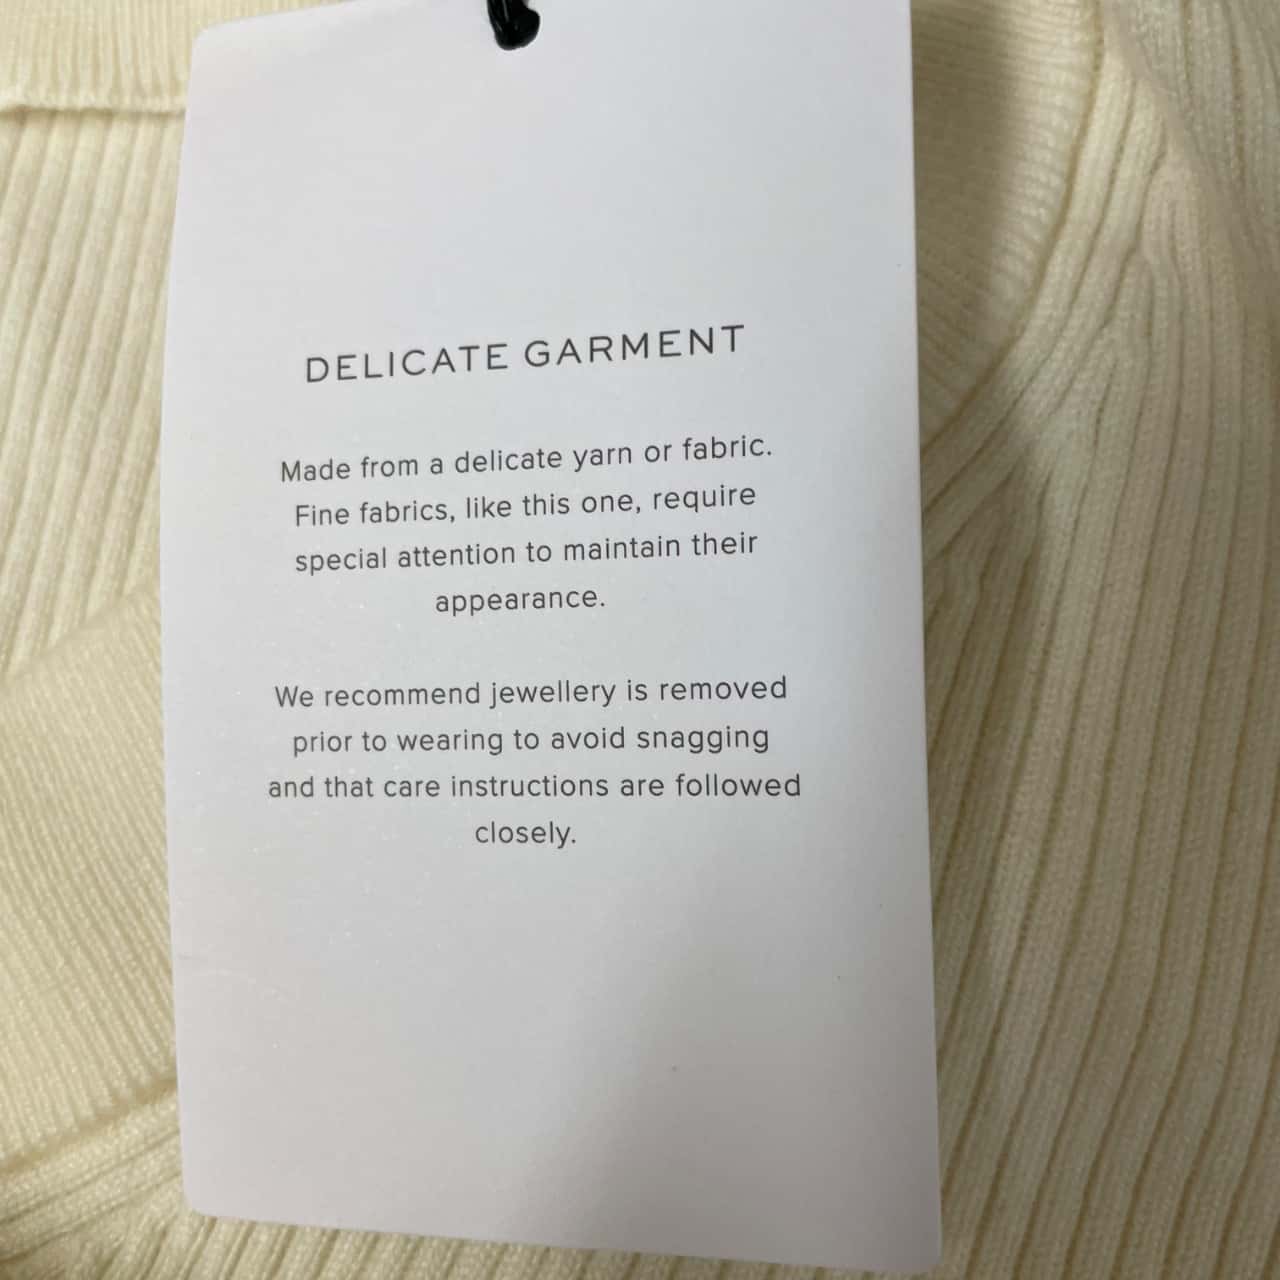 DELICATE GARMENT
Made from a delicate yarn or fabric.
Fine fabrics, like this one, require
special attention to maintain their
appearance.
We recommend jewellery is removed
prior to wearing to avoid snagging
and that care instructions are followed
closely.